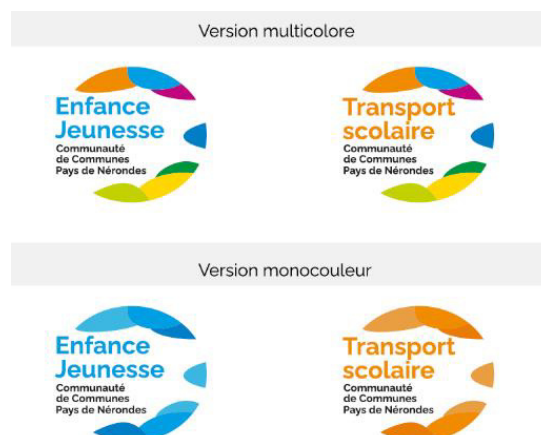 Version multicolore
Enfance
Jeunesse
Communauté
de Communes
Pays de Nérondes
Transport
scolaire
Communauté
de Communes
Pays de Nérondes
Version monocouleur
Enfance
Jeunesse
Communauté
de Communes
Pays de Nérondes
Transport
scolaire
Communauté
de Communes
Pays de Nérondes